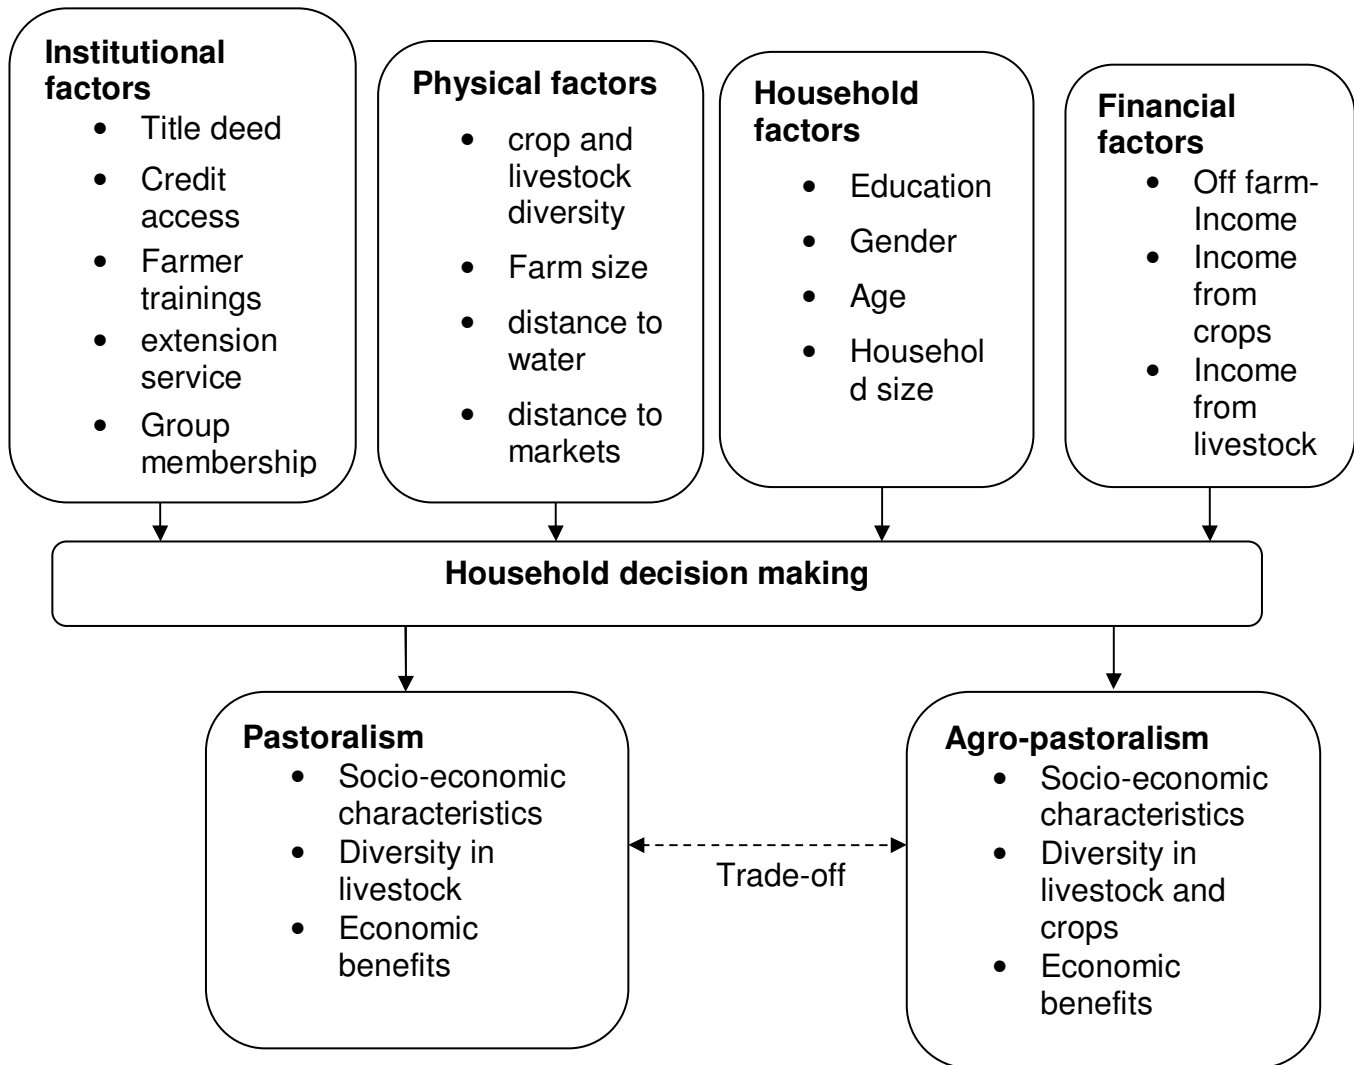 Institutional
factors
• Title deed
• Credit
access
• Farmer
trainings
• extension
service
• Group
membership
Physical factors
• crop and
livestock
diversity
• Farm size
• distance to
water
• distance to
markets
Household
factors
• Education
• Gender
• Age
• Househol
d size
Financial
factors
• Off farm-
Income
• Income
from
crops
• Income
from
livestock
Household decision making
Pastoralism
• Socio-economic
characteristics
• Diversity in
livestock
• Economic
benefits
Trade-off
Agro-pastoralism
• Socio-economic
characteristics
• Diversity in
livestock and
crops
• Economic
benefits